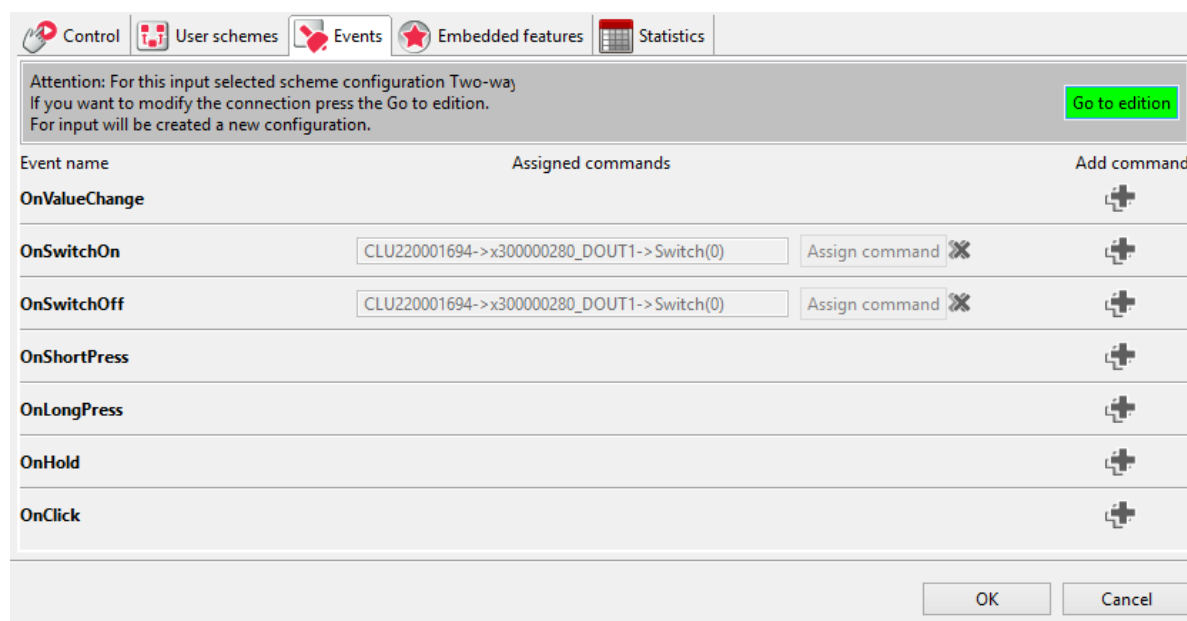 Control User schemes Events Embedded features Statistics
Attention: For this input selected scheme configuration Two-way
If you want to modify the connection press the Go to edition.
For input will be created a new configuration.
Go to edition
Event name Assigned commands Add command
OnValueChange
OnSwitchOn CLU220001694->x300000280_DOUT1->Switch(0) Assign command
OnSwitchOff CLU220001694->x300000280_DOUT1->Switch(0) Assign command
OnShortPress
OnLongPress
OnHold
OnClick
OK Cancel